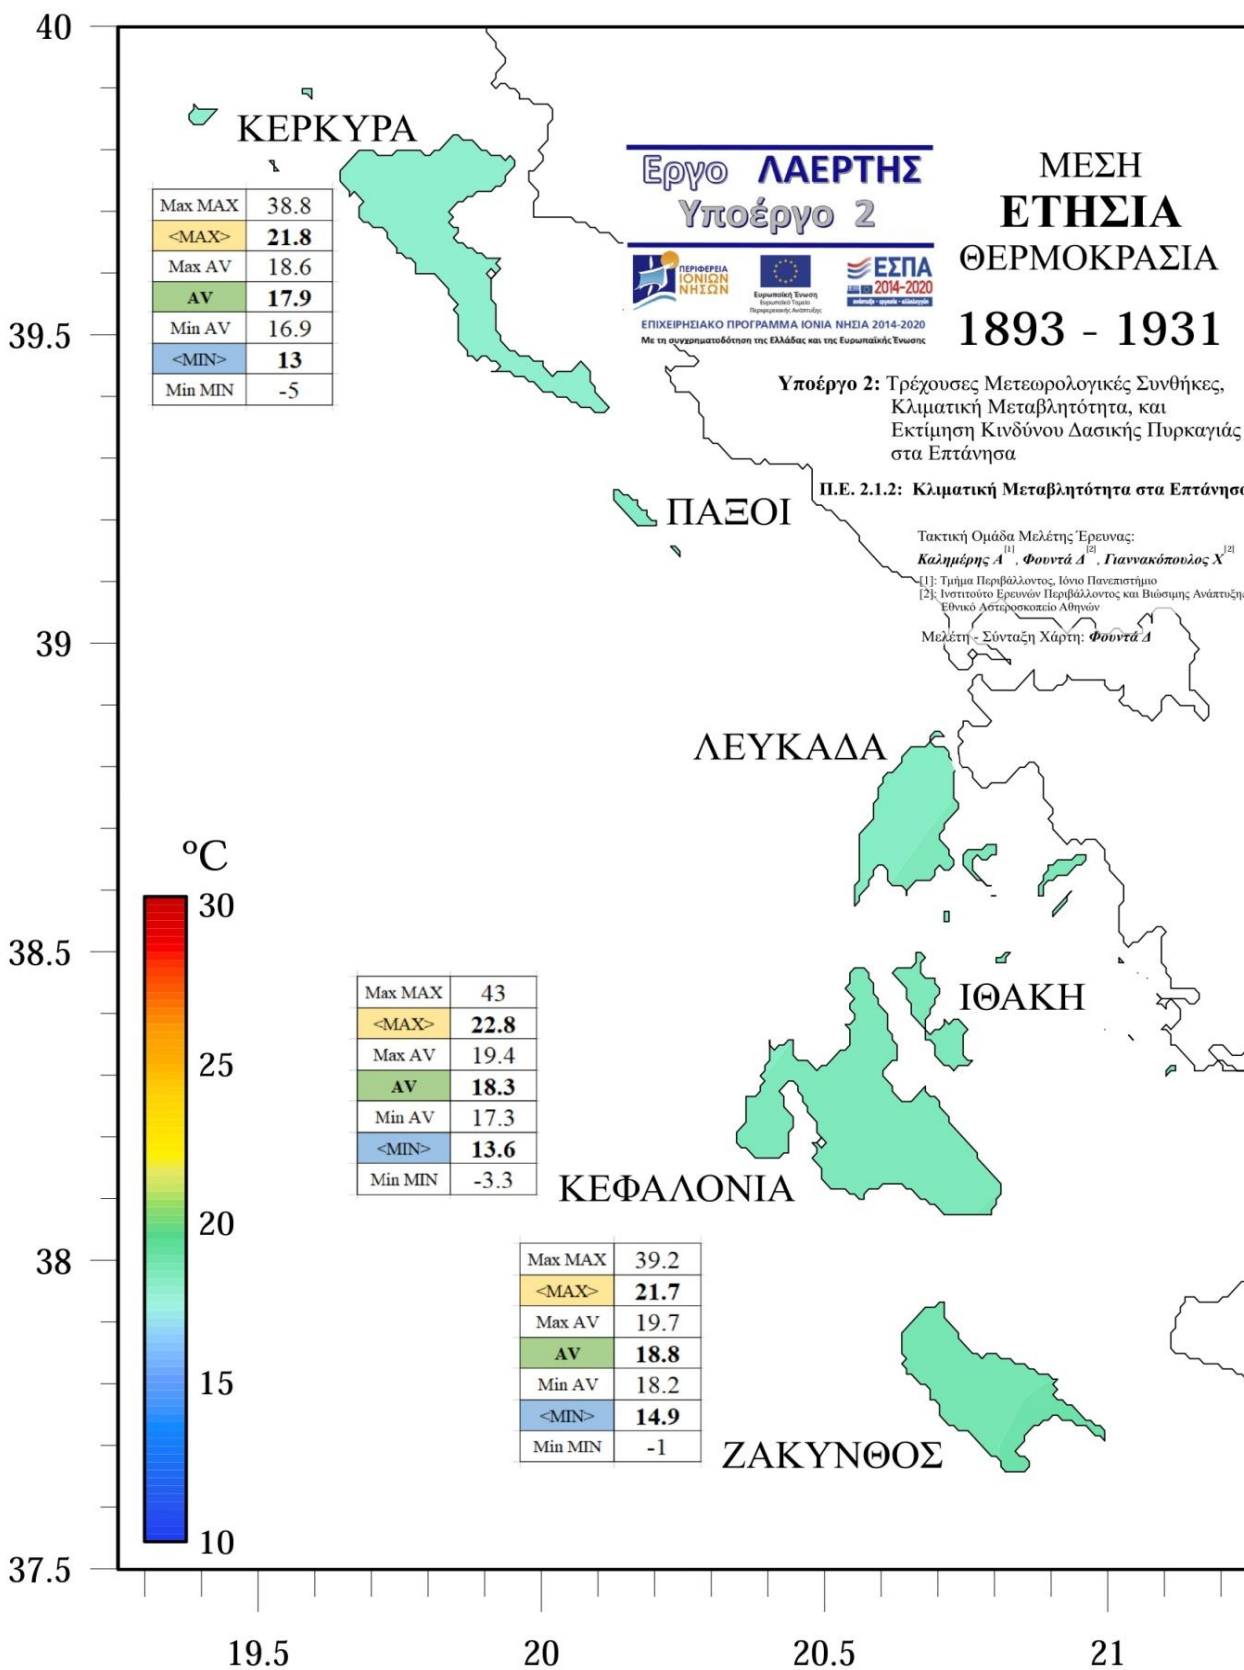 40
ΚΕΡΚΥΡΑ
Max MAX 38.8
<MAX> 21.8
Max AV 18.6
AV 17.9
Min AV 16.9
<MIN> 13
Min MIN -5
Εργο ΛΑΕΡΤΗΣ
Υποέργο 2
ΠΕΡΙΦΕΡΕΙΑ
ΙΟΝΙΩΝ
ΝΗΣΩΝ
Ευρωπαϊκή Ένωση
Ευρωπαϊκό Ταμείο
Περιφερειακής Ανάπτυξης
ΕΣΠΑ
2014-2020
ανάπτυξη - εργασία - αλληλεγγύη
ΕΠΙΧΕΙΡΗΣΙΑΚΟ ΠΡΟΓΡΑΜΜΑ ΙΟΝΙΑ ΝΗΣΙΑ 2014-2020
Με τη συγχρηματοδότηση της Ελλάδας και της Ευρωπαϊκής Ένωσης
ΜΕΣΗ
ΕΤΗΣΙΑ
ΘΕΡΜΟΚΡΑΣΙΑ
1893 - 1931
39.5
Υποέργο 2: Τρέχουσες Μετεωρολογικές Συνθήκες,
Κλιματική Μεταβλητότητα, και
Εκτίμηση Κινδύνου Δασικής Πυρκαγιάς
στα Επτάνησα
Π.Ε. 2.1.2: Κλιματική Μεταβλητότητα στα Επτάνησα
ΠΑΞΟΙ
Τακτική Ομάδα Μελέτης Έρευνας:
Καλημέρης Α[1], Φουντά Δ[2], Γιαννακόπουλος Χ[2]
[1]: Τμήμα Περιβάλλοντος, Ιόνιο Πανεπιστήμιο
[2]: Ινστιτούτο Ερευνών Περιβάλλοντος και Βιώσιμης Ανάπτυξης
Εθνικό Αστεροσκοπείο Αθηνών
Μελέτη - Σύνταξη Χάρτη: Φουντά Δ
39
ΛΕΥΚΑΔΑ
ºC
30
25
20
15
10
38.5
ΙΘΑΚΗ
Max MAX 43
<MAX> 22.8
Max AV 19.4
AV 18.3
Min AV 17.3
<MIN> 13.6
Min MIN -3.3
ΚΕΦΑΛΟΝΙΑ
38
Max MAX 39.2
<MAX> 21.7
Max AV 19.7
AV 18.8
Min AV 18.2
<MIN> 14.9
Min MIN -1
ΖΑΚΥΝΘΟΣ
37.5
19.5 20 20.5 21